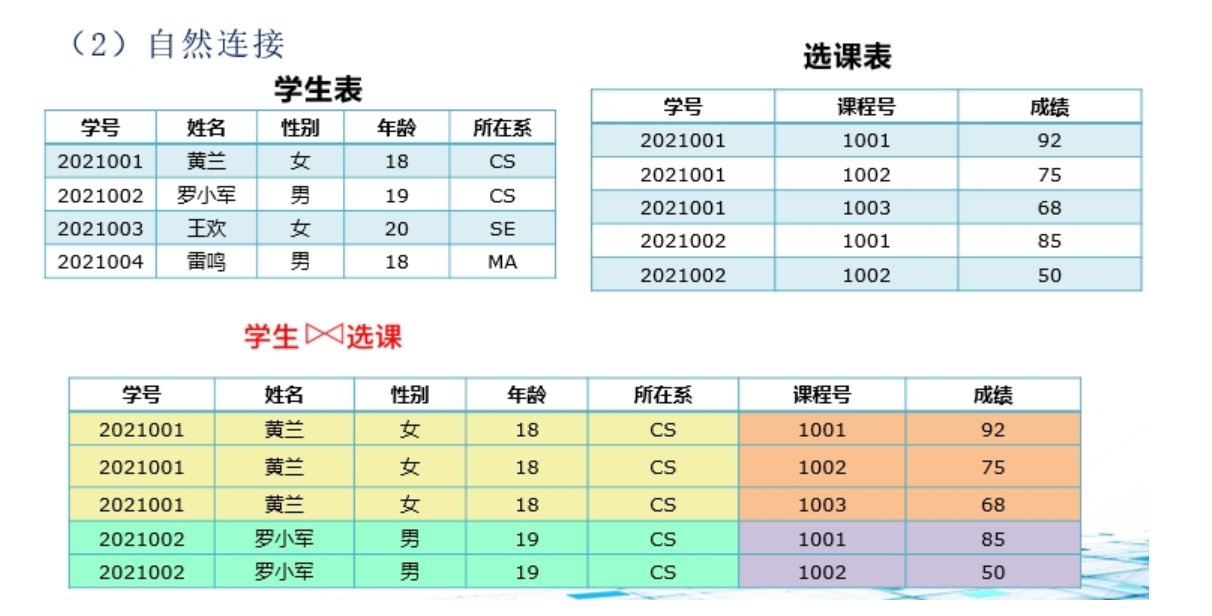 （2）自然连接
学生表
学号 姓名 性别 年龄 所在系
2021001 黄兰 女 18 CS
2021002 罗小军 男 19 CS
2021003 王欢 女 20 SE
2021004 雷鸣 男 18 MA
选课表
学号 课程号 成绩
2021001 1001 92
2021001 1002 75
2021001 1003 68
2021002 1001 85
2021002 1002 50
学生⋈选课
学号 姓名 性别 年龄 所在系 课程号 成绩
2021001 黄兰 女 18 CS 1001 92
2021001 黄兰 女 18 CS 1002 75
2021001 黄兰 女 18 CS 1003 68
2021002 罗小军 男 19 CS 1001 85
2021002 罗小军 男 19 CS 1002 50